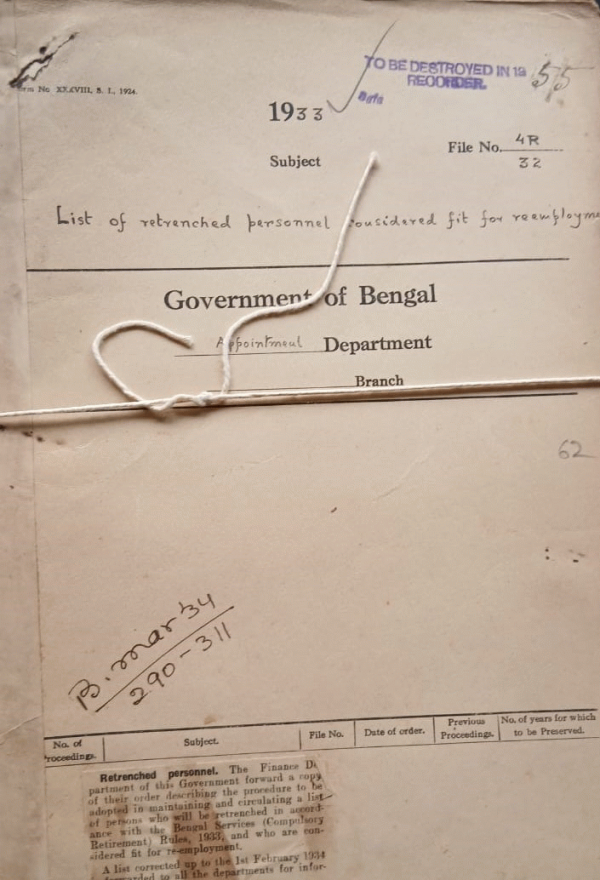 Form No. XXXVIII, S. I., 1924.
TO BE DESTROYED IN 19 55
RECORDER.
1933
File No. 4R
32
Subject
List of retrenched personnel considered fit for reemployme
Government of Bengal
Appointment Department
Branch
62
B. Mar '34
290-311
No. of Proceedings.
Subject.
File No.
Date of order.
Previous Proceedings.
No. of years for which to be Preserved.
Retrenched personnel. The Finance De
partment of this Government forward a copy
of their order describing the procedure to be
adopted in maintaining and circulating a list
of persons who will be retrenched in accord-
ance with the Bengal Services (Compulsory
Retirement) Rules, 1933, and who are con-
sidered fit for re-employment.
A list corrected up to the 1st February 1934
forwarded to all the departments for infor-